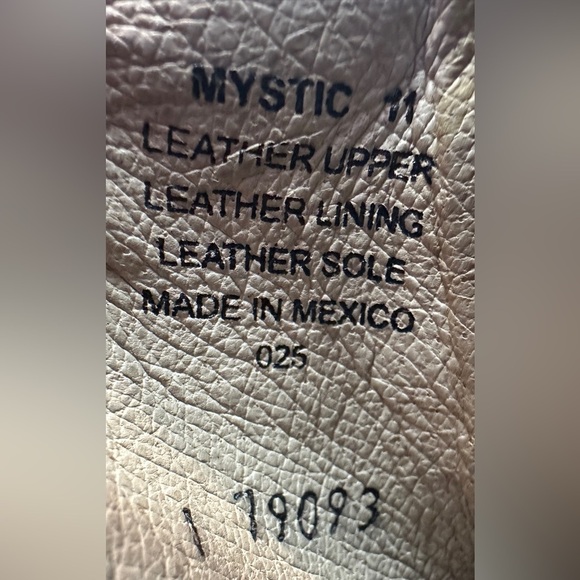 MYSTIC 11
LEATHER UPPER
LEATHER LINING
LEATHER SOLE
MADE IN MEXICO
025
1 79093